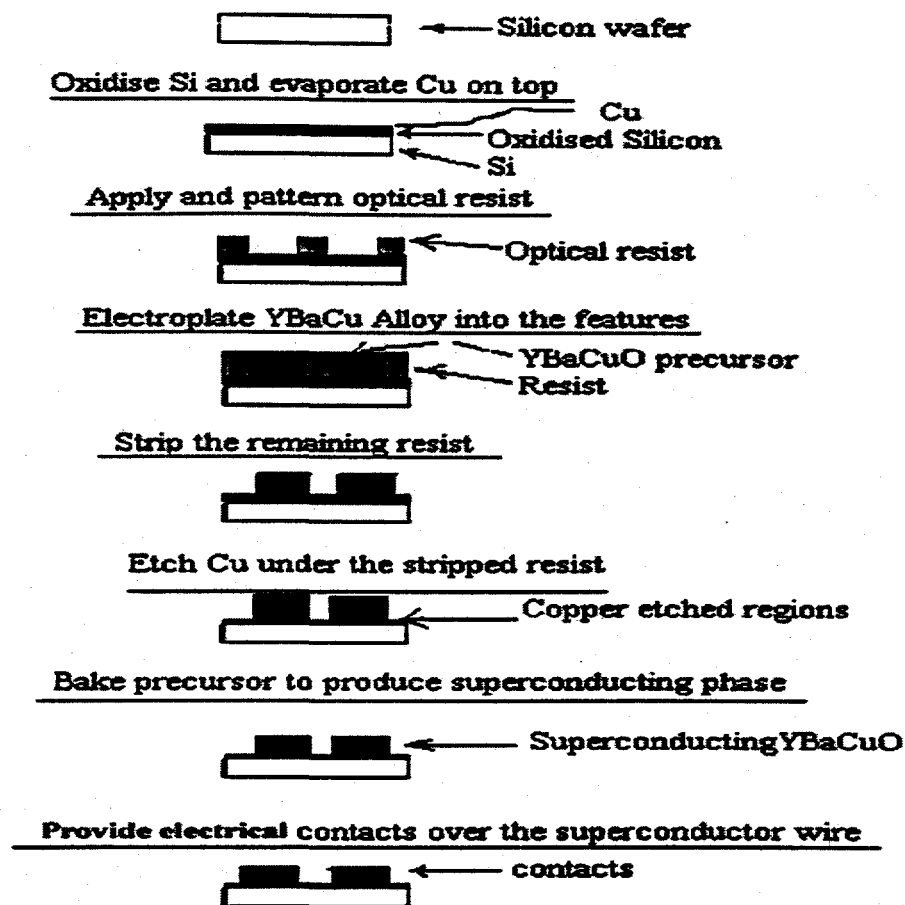 Silicon wafer
Oxidise Si and evaporate Cu on top
Cu
Oxidised Silicon
Si
Apply and pattern optical resist
Optical resist
Electroplate YBaCu Alloy into the features
YBaCuO precursor
Resist
Strip the remaining resist
Etch Cu under the stripped resist
Copper etched regions
Bake precursor to produce superconducting phase
SuperconductingYBaCuO
Provide electrical contacts over the superconductor wire
contacts